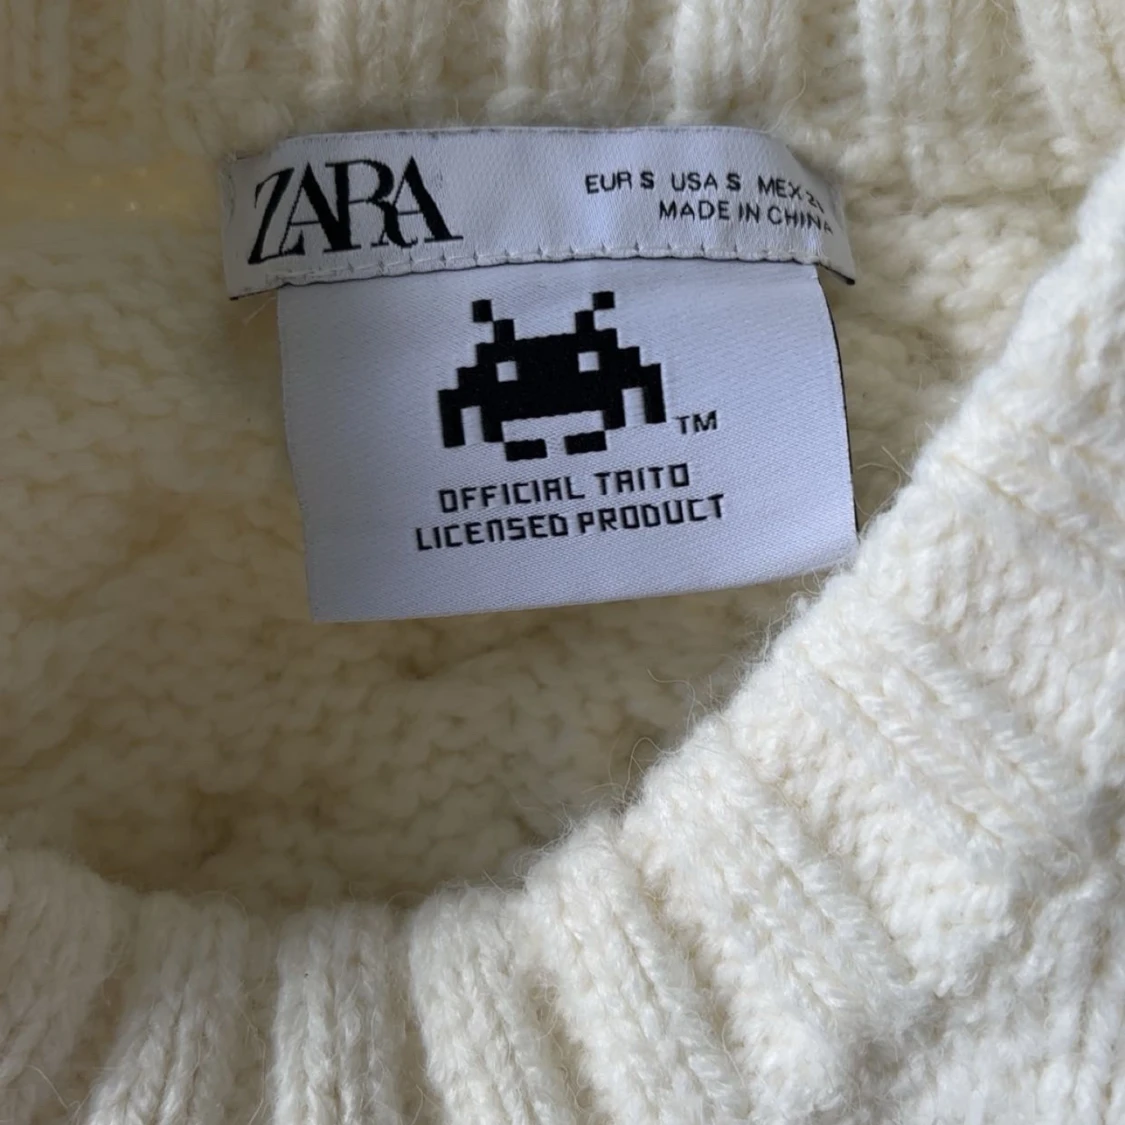 ZARA
EUR S USA S MEX
MADE IN CHINA
TM
OFFICIAL TAITO
LICENSED PRODUCT